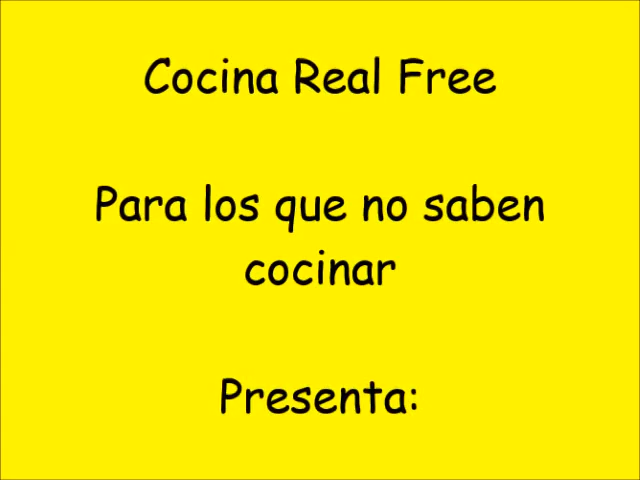 Cocina Real Free
Para los que no saben
cocinar
Presenta: